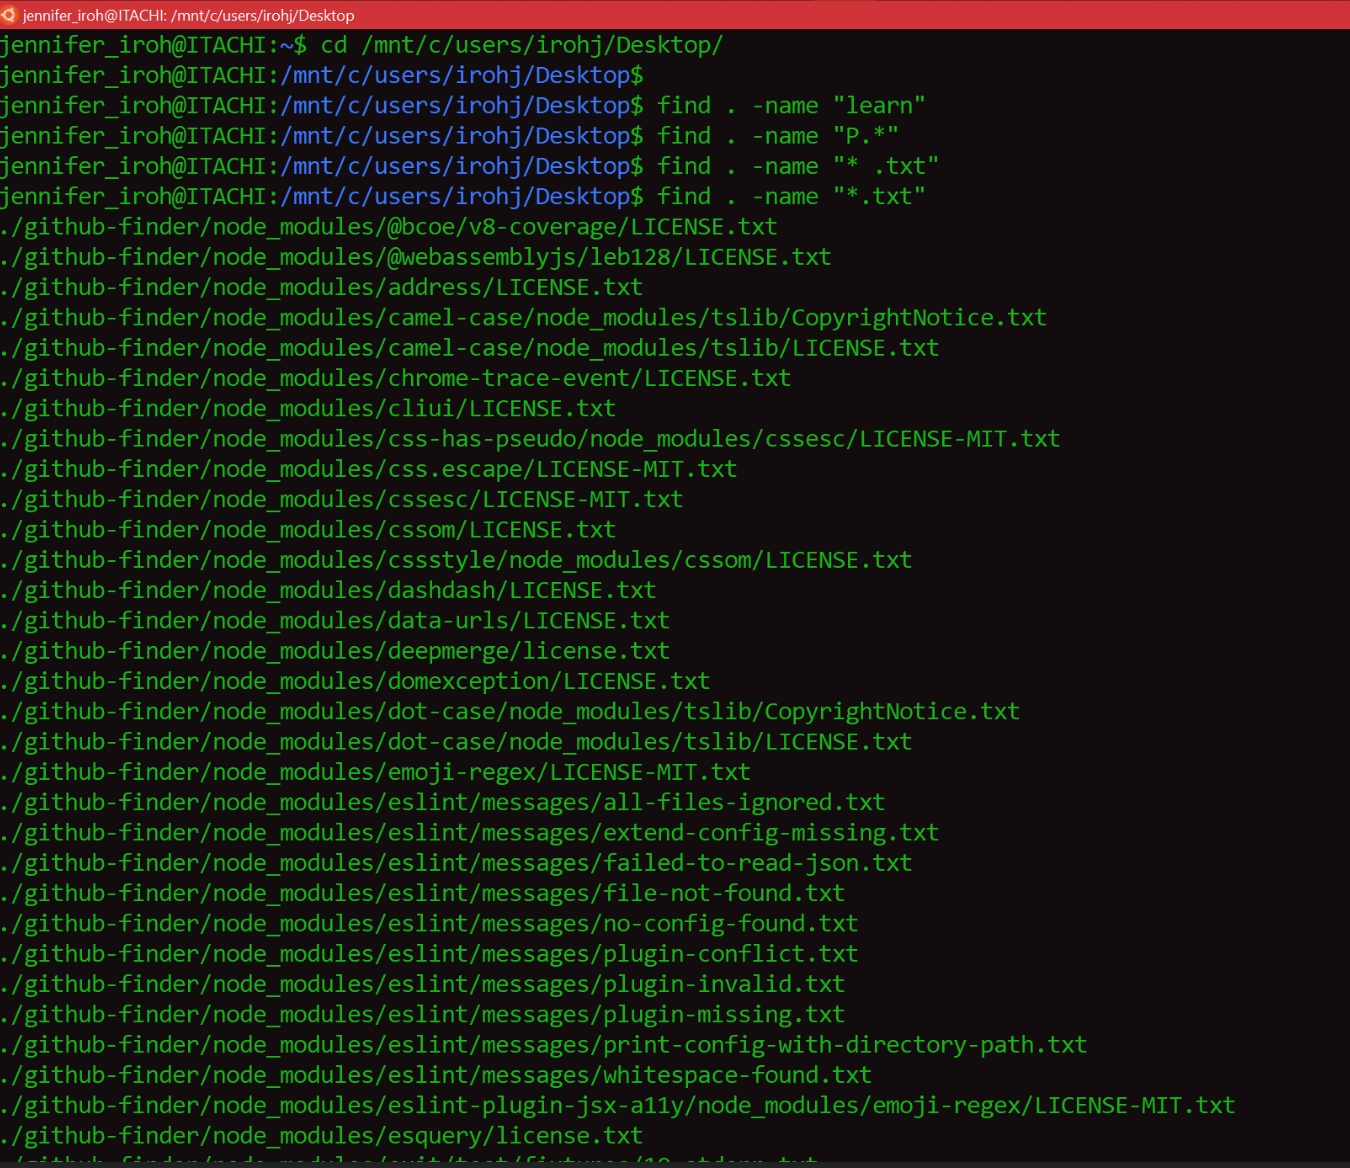 jennifer_iroh@ITACHI: /mnt/c/users/irohj/Desktop
jennifer_iroh@ITACHI:~$ cd /mnt/c/users/irohj/Desktop/
jennifer_iroh@ITACHI:/mnt/c/users/irohj/Desktop$
jennifer_iroh@ITACHI:/mnt/c/users/irohj/Desktop$ find . -name "learn"
jennifer_iroh@ITACHI:/mnt/c/users/irohj/Desktop$ find . -name "P.*"
jennifer_iroh@ITACHI:/mnt/c/users/irohj/Desktop$ find . -name "* .txt"
jennifer_iroh@ITACHI:/mnt/c/users/irohj/Desktop$ find . -name "*.txt"
./github-finder/node_modules/@bcoe/v8-coverage/LICENSE.txt
./github-finder/node_modules/@webassemblyjs/leb128/LICENSE.txt
./github-finder/node_modules/address/LICENSE.txt
./github-finder/node_modules/camel-case/node_modules/tslib/CopyrightNotice.txt
./github-finder/node_modules/camel-case/node_modules/tslib/LICENSE.txt
./github-finder/node_modules/chrome-trace-event/LICENSE.txt
./github-finder/node_modules/cliui/LICENSE.txt
./github-finder/node_modules/css-has-pseudo/node_modules/cssesc/LICENSE-MIT.txt
./github-finder/node_modules/css.escape/LICENSE-MIT.txt
./github-finder/node_modules/cssesc/LICENSE-MIT.txt
./github-finder/node_modules/cssom/LICENSE.txt
./github-finder/node_modules/cssstyle/node_modules/cssom/LICENSE.txt
./github-finder/node_modules/dashdash/LICENSE.txt
./github-finder/node_modules/data-urls/LICENSE.txt
./github-finder/node_modules/deepmerge/license.txt
./github-finder/node_modules/domexception/LICENSE.txt
./github-finder/node_modules/dot-case/node_modules/tslib/CopyrightNotice.txt
./github-finder/node_modules/dot-case/node_modules/tslib/LICENSE.txt
./github-finder/node_modules/emoji-regex/LICENSE-MIT.txt
./github-finder/node_modules/eslint/messages/all-files-ignored.txt
./github-finder/node_modules/eslint/messages/extend-config-missing.txt
./github-finder/node_modules/eslint/messages/failed-to-read-json.txt
./github-finder/node_modules/eslint/messages/file-not-found.txt
./github-finder/node_modules/eslint/messages/no-config-found.txt
./github-finder/node_modules/eslint/messages/plugin-conflict.txt
./github-finder/node_modules/eslint/messages/plugin-invalid.txt
./github-finder/node_modules/eslint/messages/plugin-missing.txt
./github-finder/node_modules/eslint/messages/print-config-with-directory-path.txt
./github-finder/node_modules/eslint/messages/whitespace-found.txt
./github-finder/node_modules/eslint-plugin-jsx-a11y/node_modules/emoji-regex/LICENSE-MIT.txt
./github-finder/node_modules/esquery/license.txt